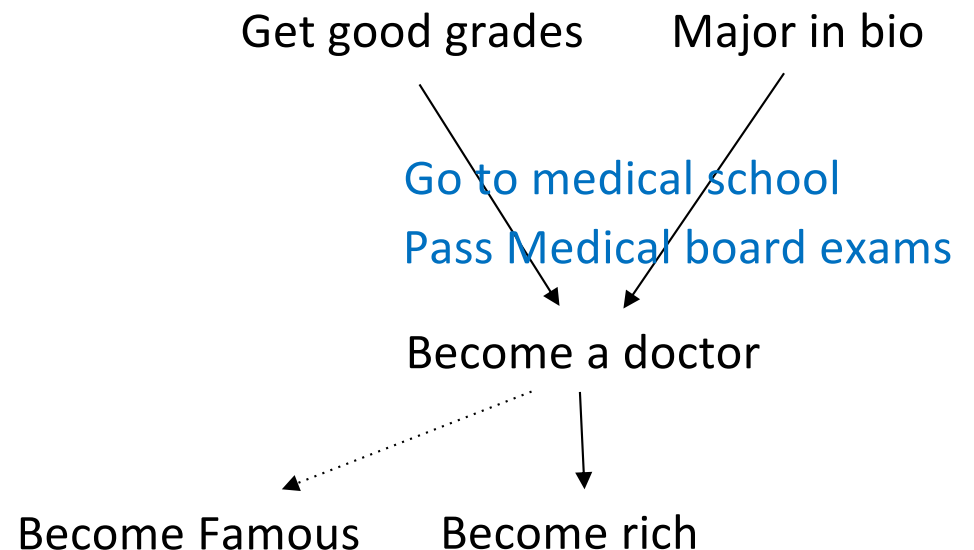 Get good grades
Major in bio
Go to medical school
Pass Medical board exams
Become a doctor
Become Famous
Become rich